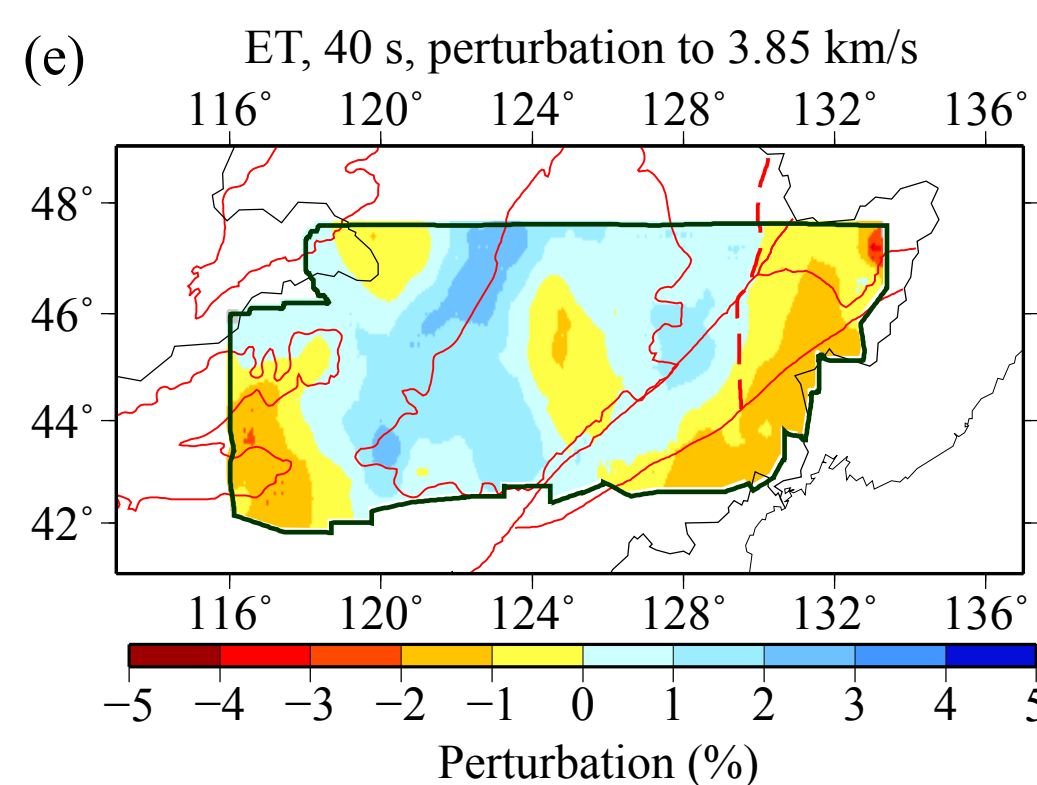 (e)
ET, 40 s, perturbation to 3.85 km/s
116° 120° 124° 128° 132° 136°
48°
46°
44°
42°
116° 120° 124° 128° 132° 136°
−5 −4 −3 −2 −1 0 1 2 3 4 5
Perturbation (%)